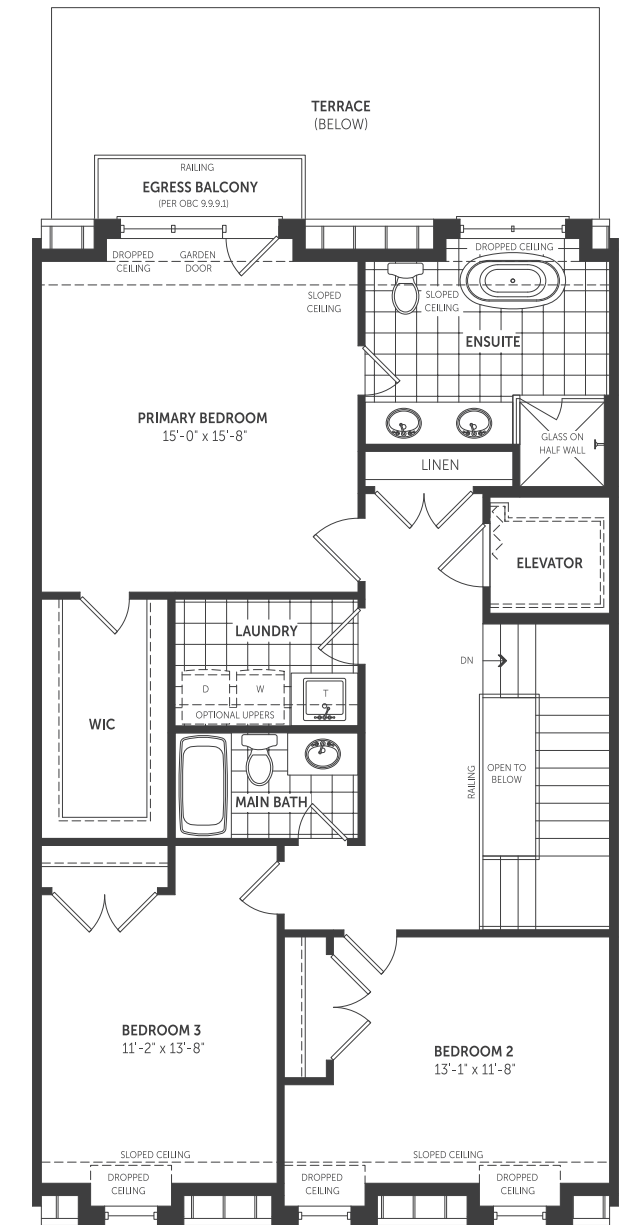 TERRACE
(BELOW)
RAILING
EGRESS BALCONY
(PER OBC 9.9.9.1)
DROPPED
CEILING
GARDEN
DOOR
DROPPED CEILING
SLOPED
CEILING
SLOPED
CEILING
ENSUITE
PRIMARY BEDROOM
15'-0" x 15'-8"
GLASS ON
HALF WALL
LINEN
ELEVATOR
LAUNDRY
DN
D
W
T
OPTIONAL UPPERS
WIC
RAILING
OPEN TO
BELOW
MAIN BATH
BEDROOM 3
11'-2" x 13'-8"
BEDROOM 2
13'-1" x 11'-8"
SLOPED CEILING
SLOPED CEILING
DROPPED
CEILING
DROPPED
CEILING
DROPPED
CEILING